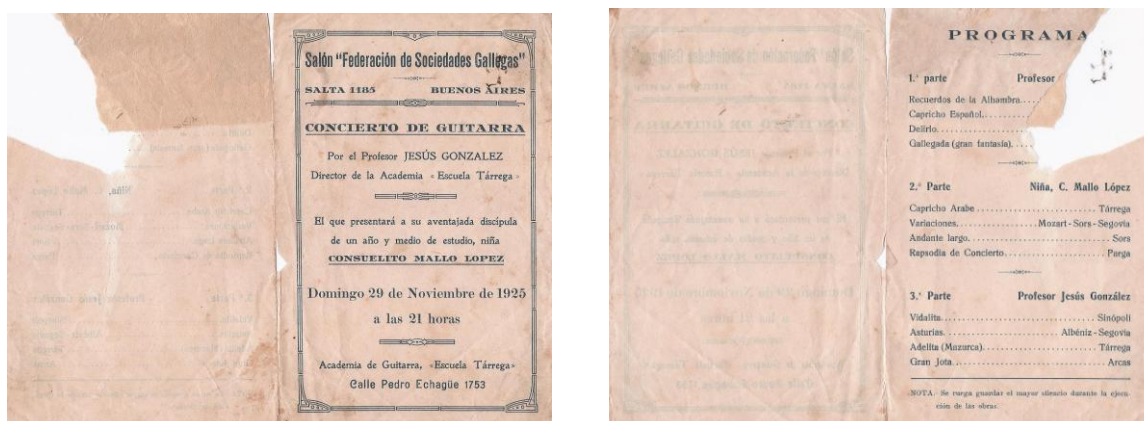 Salón "Federación de Sociedades Gallegas"
SALTA 1185 BUENOS AIRES
CONCIERTO DE GUITARRA
Por el Profesor JESÚS GONZALEZ
Director de la Academia «Escuela Tárrega»
El que presentará a su aventajada discípula
de un año y medio de estudio, niña
CONSUELITO MALLO LOPEZ
Domingo 29 de Noviembre de 1925
a las 21 horas
Academia de Guitarra, «Escuela Tárrega»
Calle Pedro Echagüe 1753
PROGRAMA
1.ª parte Profesor
Recuerdos de la Alhambra....
Capricho Español..
Delirio
Gallegada (gran fantasía)
2.ª Parte Niña, C. Mallo López
Capricho Arabe Tárrega
Variaciones Mozart - Sors - Segovia
Andante largo Sors
Rapsodia de Concierto Parga
3.ª Parte Profesor Jesús González
Vidalita Sinópoli
Asturias Albéniz - Segovia
Adelita (Mazurca) Tárrega
Gran Jota Arcas
NOTA. Se ruega guardar el mayor silencio durante la ejecu-
ción de las obras.